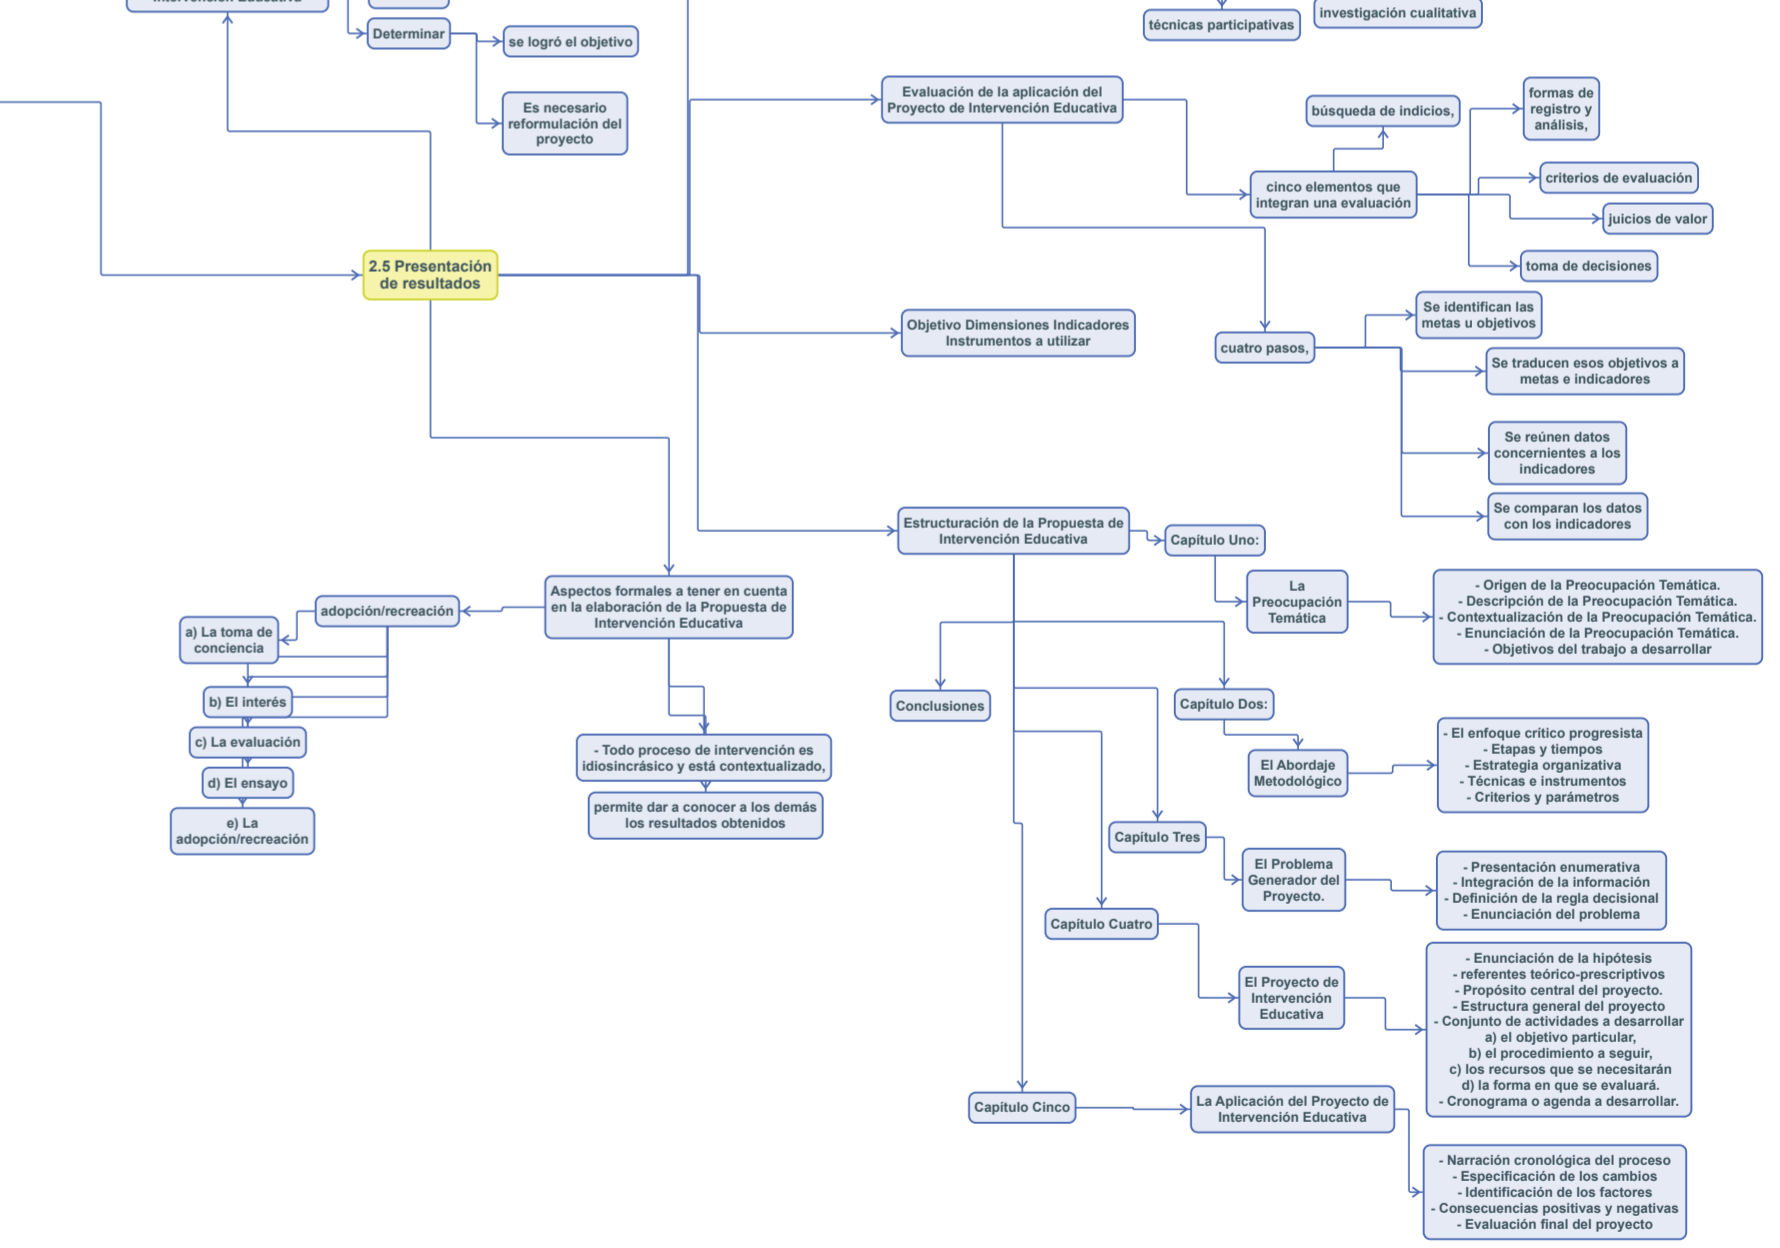 Intervención Educativa
Determinar
se logró el objetivo
Es necesario
reformulación del
proyecto
técnicas participativas
investigación cualitativa
Evaluación de la aplicación del
Proyecto de Intervención Educativa
búsqueda de indicios,
formas de
registro y
análisis,
cinco elementos que
integran una evaluación
criterios de evaluación
juicios de valor
toma de decisiones
2.5 Presentación
de resultados
Objetivo Dimensiones Indicadores
Instrumentos a utilizar
cuatro pasos,
Se identifican las
metas u objetivos
Se traducen esos objetivos a
metas e indicadores
Se reúnen datos
concernientes a los
indicadores
Se comparan los datos
con los indicadores
Estructuración de la Propuesta de
Intervención Educativa
Capítulo Uno:
La
Preocupación
Temática
- Origen de la Preocupación Temática.
- Descripción de la Preocupación Temática.
- Contextualización de la Preocupación Temática.
- Enunciación de la Preocupación Temática.
- Objetivos del trabajo a desarrollar
Aspectos formales a tener en cuenta
en la elaboración de la Propuesta de
Intervención Educativa
adopción/recreación
a) La toma de
conciencia
b) El interés
c) La evaluación
d) El ensayo
e) La
adopción/recreación
- Todo proceso de intervención es
idiosincrásico y está contextualizado,
permite dar a conocer a los demás
los resultados obtenidos
Conclusiones
Capítulo Dos:
El Abordaje
Metodológico
- El enfoque crítico progresista
- Etapas y tiempos
- Estrategia organizativa
- Técnicas e instrumentos
- Criterios y parámetros
Capítulo Tres
El Problema
Generador del
Proyecto.
- Presentación enumerativa
- Integración de la información
- Definición de la regla decisional
- Enunciación del problema
Capítulo Cuatro
El Proyecto de
Intervención
Educativa
- Enunciación de la hipótesis
- referentes teórico-prescriptivos
- Propósito central del proyecto.
- Estructura general del proyecto
- Conjunto de actividades a desarrollar
a) el objetivo particular,
b) el procedimiento a seguir,
c) los recursos que se necesitarán
d) la forma en que se evaluará.
- Cronograma o agenda a desarrollar.
Capítulo Cinco
La Aplicación del Proyecto de
Intervención Educativa
- Narración cronológica del proceso
- Especificación de los cambios
- Identificación de los factores
- Consecuencias positivas y negativas
- Evaluación final del proyecto